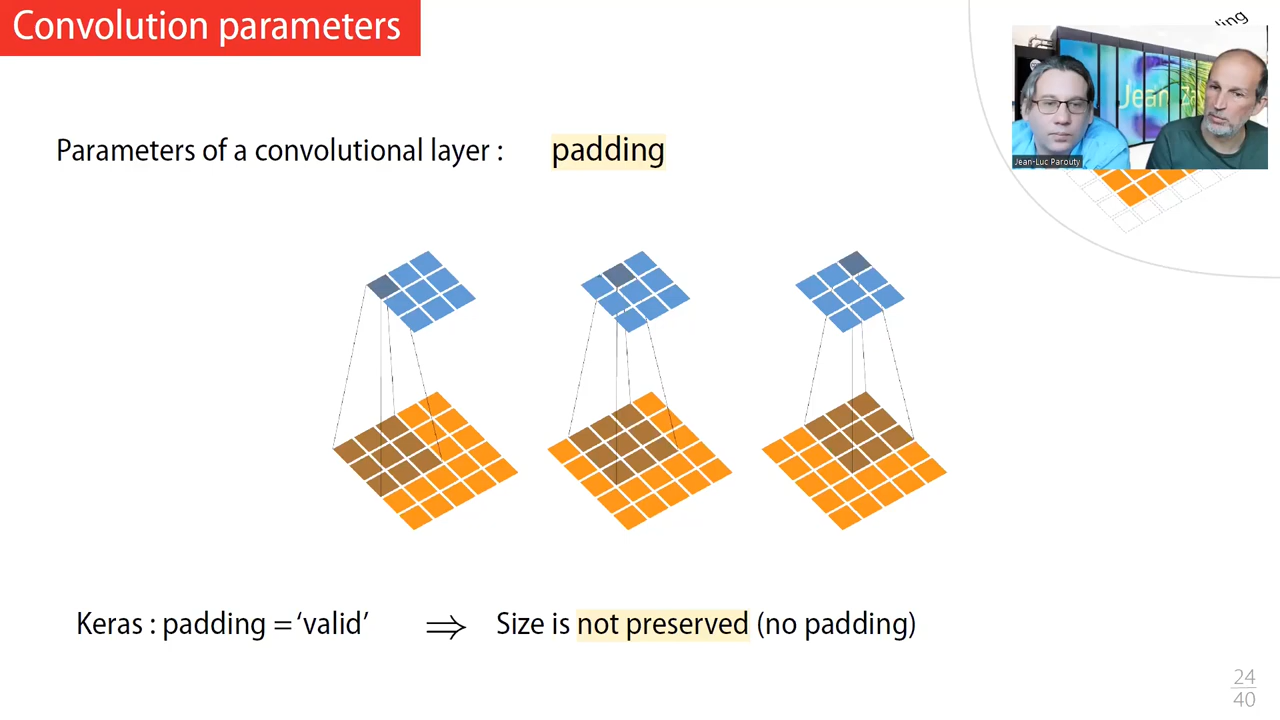 Convolution parameters
Parameters of a convolutional layer : padding
Jean-Luc Parouty
Keras : padding = ‘valid’ ⇒ Size is not preserved (no padding)
24
40